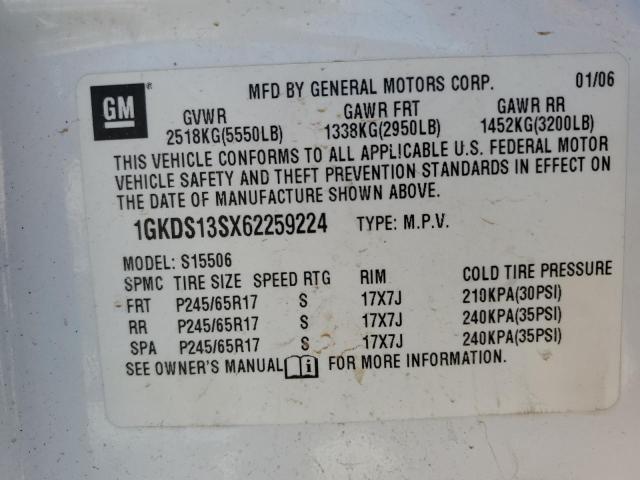 GM ® MFD BY GENERAL MOTORS CORP. 01/06
GVWR GAWR FRT GAWR RR
2518KG(5550LB) 1338KG(2950LB) 1452KG(3200LB)
THIS VEHICLE CONFORMS TO ALL APPLICABLE U.S. FEDERAL MOTOR
VEHICLE SAFETY AND THEFT PREVENTION STANDARDS IN EFFECT ON
THE DATE OF MANUFACTURE SHOWN ABOVE.
1GKDS13SX62259224 TYPE: M.P.V.
MODEL: S15506
SPMC TIRE SIZE SPEED RTG RIM COLD TIRE PRESSURE
FRT P245/65R17 S 17X7J 210KPA(30PSI)
RR P245/65R17 S 17X7J 240KPA(35PSI)
SPA P245/65R17 S 17X7J 240KPA(35PSI)
SEE OWNER'S MANUAL i FOR MORE INFORMATION.